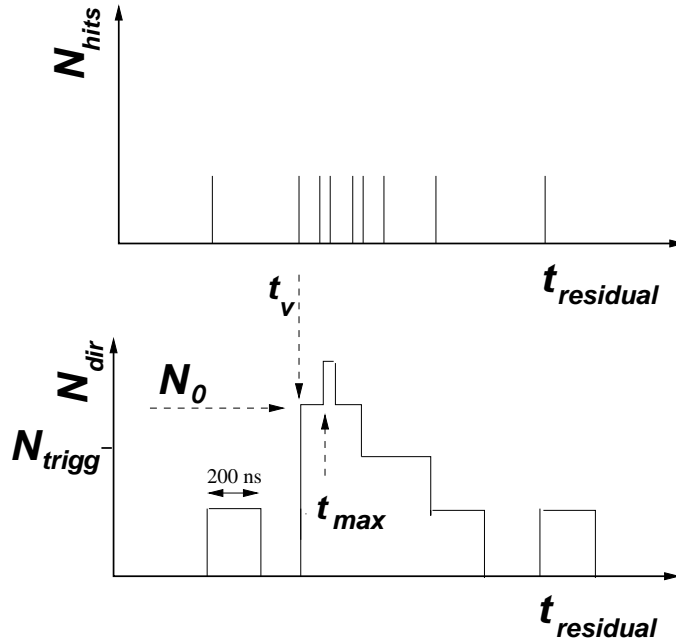 N_hits
t_residual
t_v
N_dir
N_0
N_trigg
200 ns
t_max
t_residual